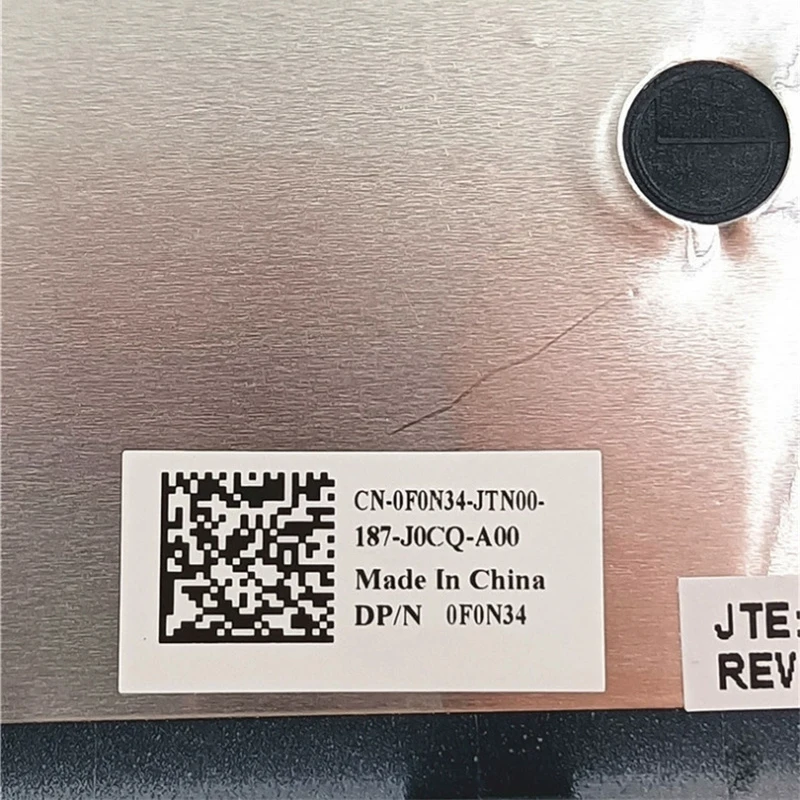 CN-0F0N34-JTN00-
187-J0CQ-A00
Made In China
DP/N 0F0N34
JTE:
REV